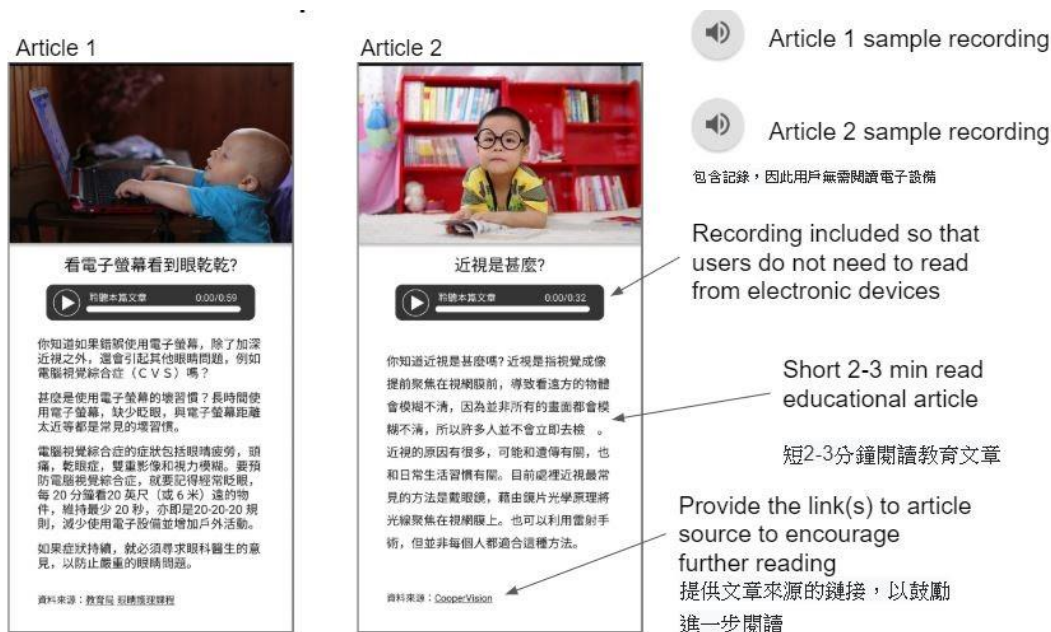 Article 1
看電子螢幕看到眼乾乾?
聆聽本篇文章 0:00/0:59
你知道如果錯誤使用電子螢幕，除了加深
近視之外，還會引起其他眼睛問題，例如
電腦視覺綜合症（CVS）嗎？
甚麼是使用電子螢幕的壞習慣？長時間使
用電子螢幕，缺少眨眼，與電子螢幕距離
太近等都是常見的壞習慣。
電腦視覺綜合症的症狀包括眼睛疲勞，頭
痛，乾眼症，雙重影像和視力模糊。要預
防電腦視覺綜合症，就要記得經常眨眼，
每 20 分鐘看20 英尺（或 6 米）遠的物
件，維持最少 20 秒，亦即是20-20-20 規
則，減少使用電子設備並增加戶外活動。
如果症狀持續，就必須尋求眼科醫生的意
見，以防止嚴重的眼睛問題。
資料來源：教育局 眼睛護理課程
Article 2
近視是甚麼?
聆聽本篇文章 0:00/0:32
你知道近視是甚麼嗎? 近視是指視覺成像
提前聚焦在視網膜前，導致看遠方的物體
會模糊不清，因為並非所有的畫面都會模
糊不清，所以許多人並不會立即去檢 。
近視的原因有很多，可能和遺傳有關，也
和日常生活習慣有關。目前處裡近視最常
見的方法是戴眼鏡，藉由鏡片光學原理將
光線聚焦在視網膜上。也可以利用雷射手
術，但並非每個人都適合這種方法。
資料來源：CooperVision
Article 1 sample recording
Article 2 sample recording
包含記錄，因此用戶無需閱讀電子設備
Recording included so that
users do not need to read
from electronic devices
Short 2-3 min read
educational article
短2-3分鐘閱讀教育文章
Provide the link(s) to article
source to encourage
further reading
提供文章來源的鏈接，以鼓勵
進一步閱讀